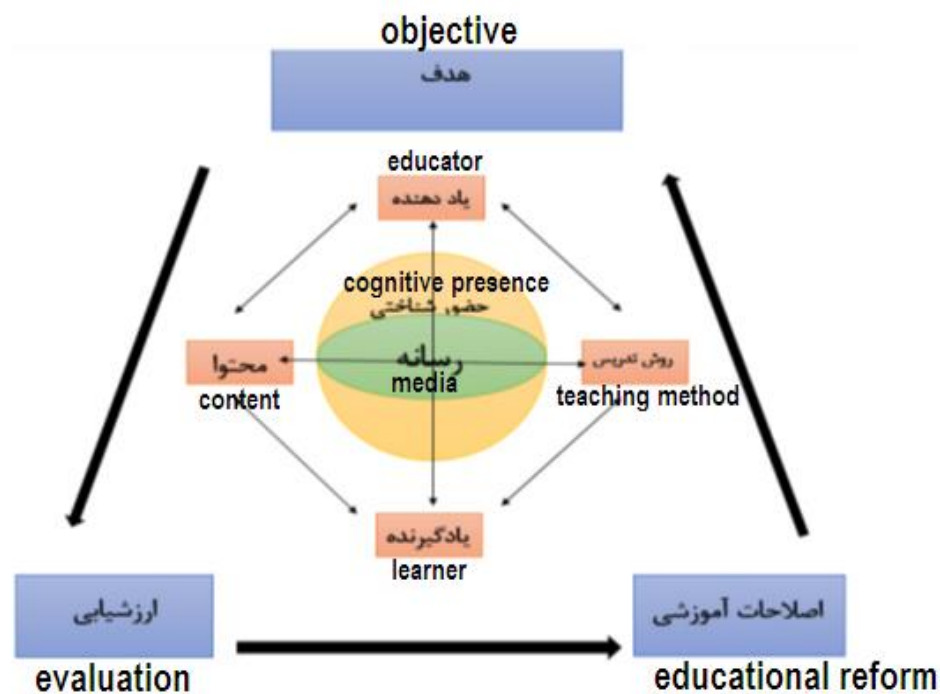 objective
هدف
educator
یاد دهنده
cognitive presence
حضور شناختی
محتوا
رسانه
روش تدریس
content
media
teaching method
یادگیرنده
learner
ارزشیابی
اصلاحات آموزشی
evaluation
educational reform